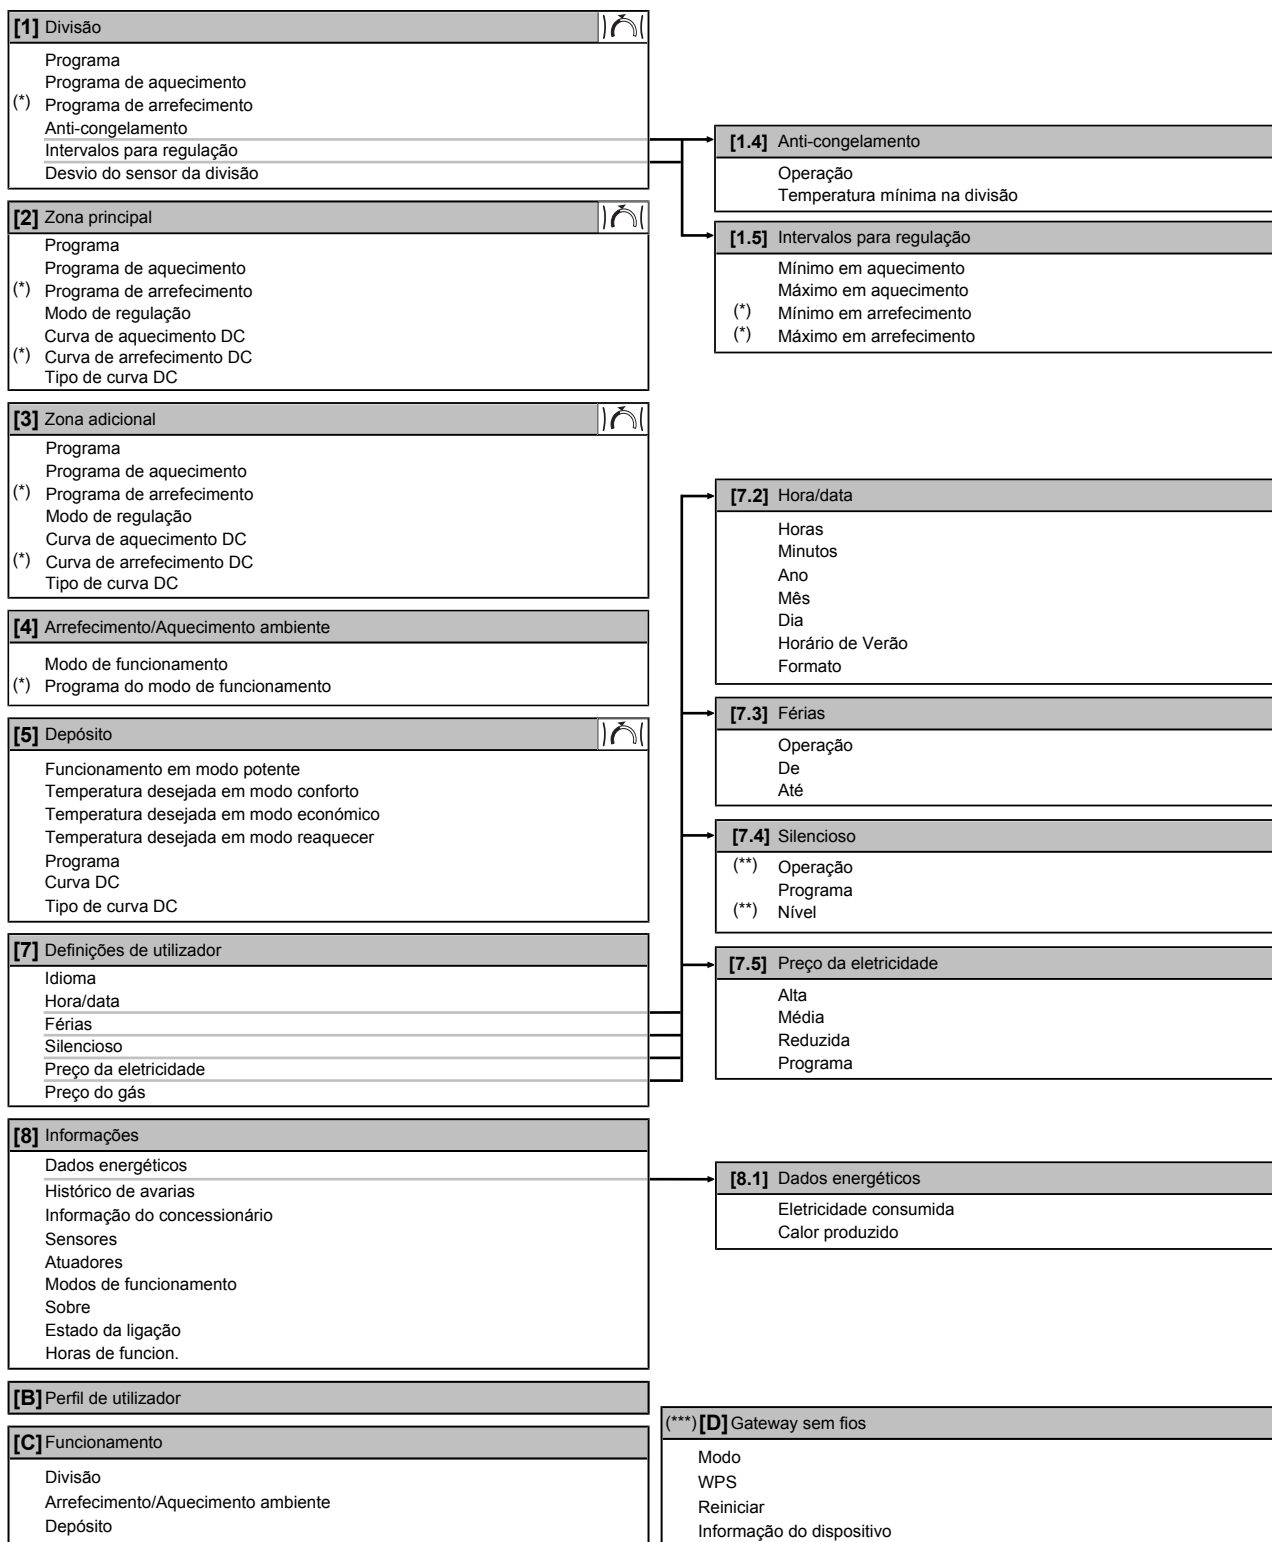 [1] Divisão
Programa
Programa de aquecimento
(*) Programa de arrefecimento
Anti-congelamento
Intervalos para regulação
Desvio do sensor da divisão
[1.4] Anti-congelamento
Operação
Temperatura mínima na divisão
[1.5] Intervalos para regulação
Mínimo em aquecimento
Máximo em aquecimento
(*) Mínimo em arrefecimento
(*) Máximo em arrefecimento
[2] Zona principal
Programa
Programa de aquecimento
(*) Programa de arrefecimento
Modo de regulação
Curva de aquecimento DC
(*) Curva de arrefecimento DC
Tipo de curva DC
[3] Zona adicional
Programa
Programa de aquecimento
(*) Programa de arrefecimento
Modo de regulação
Curva de aquecimento DC
(*) Curva de arrefecimento DC
Tipo de curva DC
[4] Arrefecimento/Aquecimento ambiente
Modo de funcionamento
(*) Programa do modo de funcionamento
[5] Depósito
Funcionamento em modo potente
Temperatura desejada em modo conforto
Temperatura desejada em modo económico
Temperatura desejada em modo reaquecer
Programa
Curva DC
Tipo de curva DC
[7] Definições de utilizador
Idioma
Hora/data
Férias
Silencioso
Preço da eletricidade
Preço do gás
[7.2] Hora/data
Horas
Minutos
Ano
Mês
Dia
Horário de Verão
Formato
[7.3] Férias
Operação
De
Até
[7.4] Silencioso
(**) Operação
Programa
(**) Nível
[7.5] Preço da eletricidade
Alta
Média
Reduzida
Programa
[8] Informações
Dados energéticos
Histórico de avarias
Informação do concessionário
Sensores
Atuadores
Modos de funcionamento
Sobre
Estado da ligação
Horas de funcion.
[8.1] Dados energéticos
Eletricidade consumida
Calor produzido
[B] Perfil de utilizador
[C] Funcionamento
Divisão
Arrefecimento/Aquecimento ambiente
Depósito
(***) [D] Gateway sem fios
Modo
WPS
Reiniciar
Informação do dispositivo